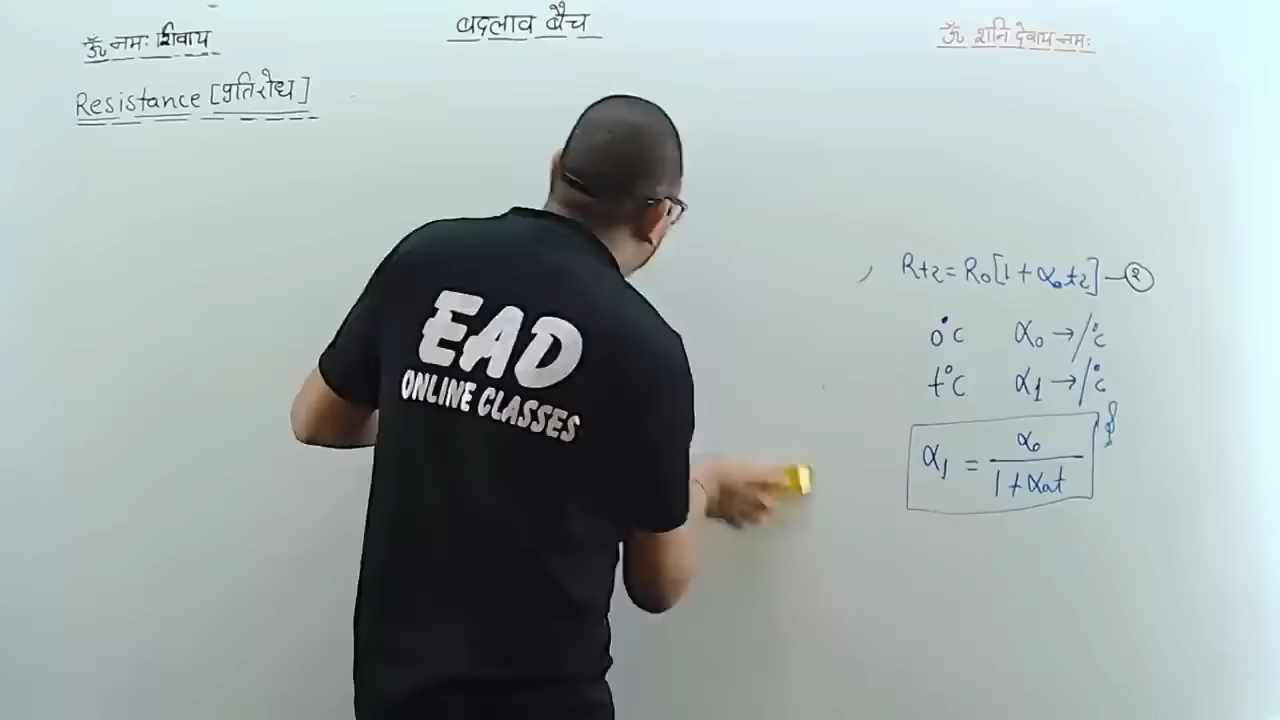 ॐ नमः शिवाय
बदलाव बैच
ॐ शनि देवाय नमः
Resistance [प्रतिरोध]
EAD
ONLINE CLASSES
, Rt2 = R0[1+α0t2] —②
0°C α0 → /°c
t°C α1 → /°c
α1 = α0 / 1+α0t